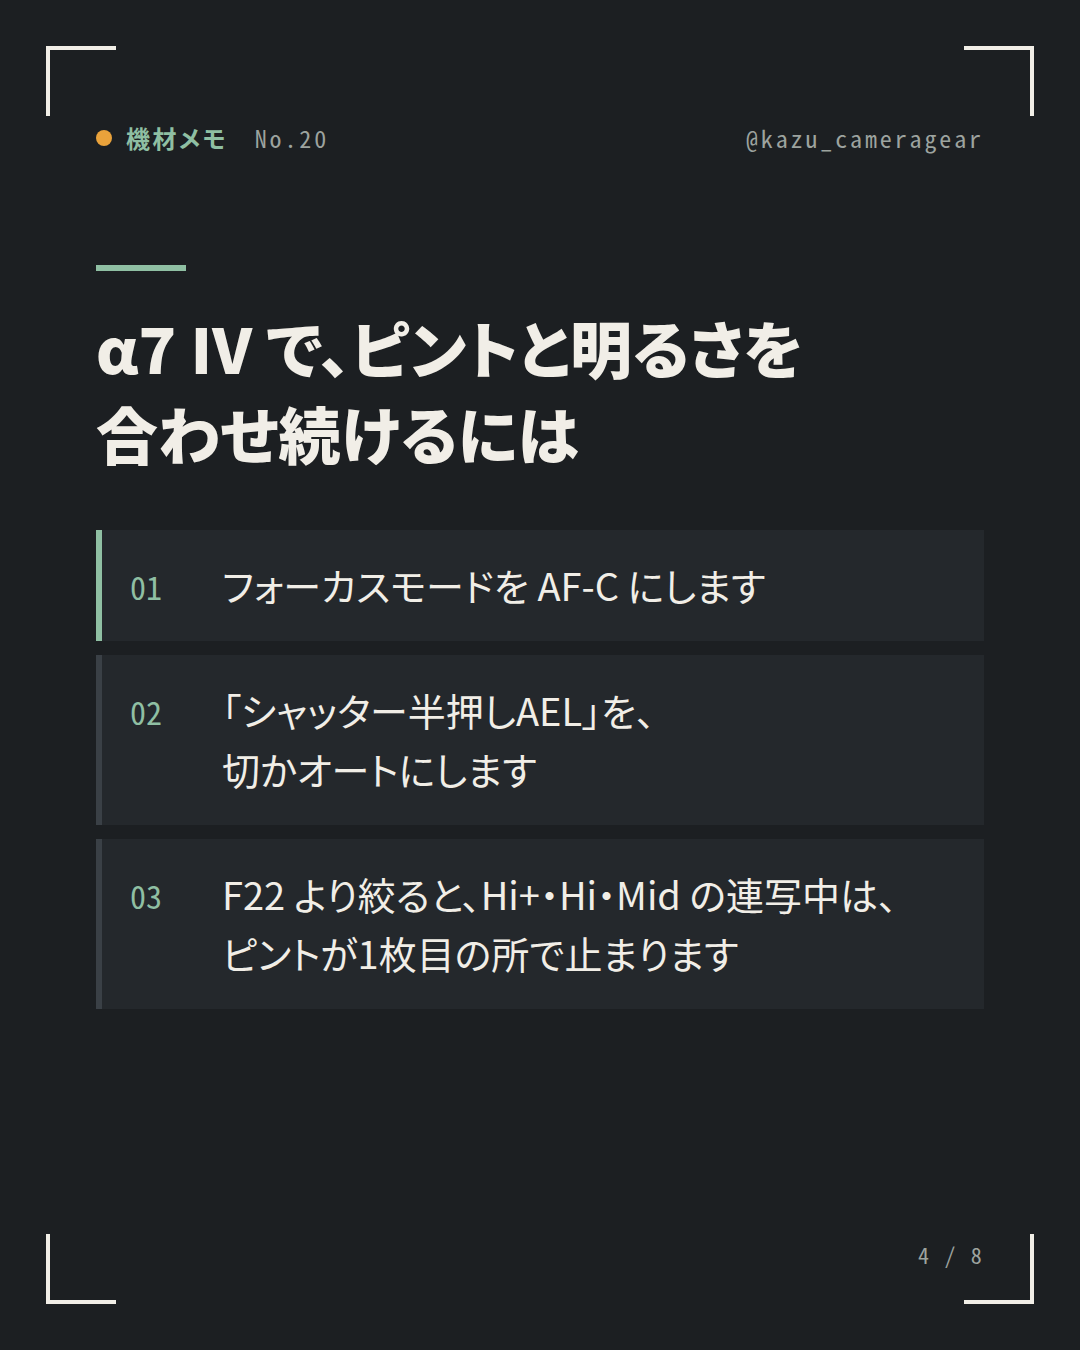 機材メモ No.20
@kazu_cameragear
α7 IV で、ピントと明るさを
合わせ続けるには
01 フォーカスモードを AF-C にします
02 「シャッター半押しAEL」を、
切かオートにします
03 F22 より絞ると、Hi+・Hi・Mid の連写中は、
ピントが1枚目の所で止まります
4 / 8